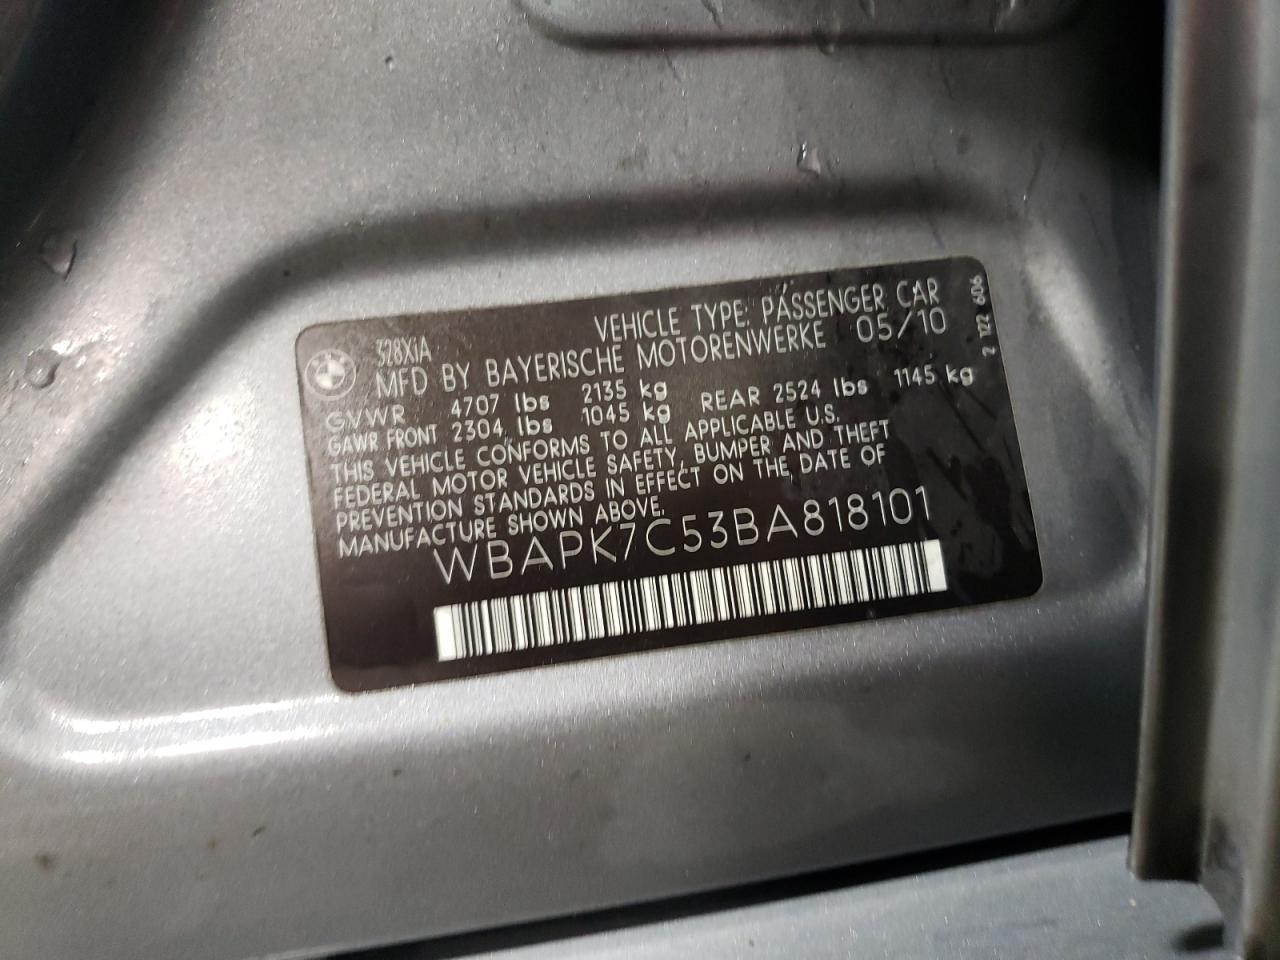 VEHICLE TYPE: PASSENGER CAR
328XiA
MFD BY BAYERISCHE MOTORENWERKE 05/10
GVWR 4707 lbs 2135 kg
GAWR FRONT 2304 lbs 1045 kg REAR 2524 lbs 1145 kg
THIS VEHICLE CONFORMS TO ALL APPLICABLE U.S.
FEDERAL MOTOR VEHICLE SAFETY, BUMPER AND THEFT
PREVENTION STANDARDS IN EFFECT ON THE DATE OF
MANUFACTURE SHOWN ABOVE.
WBAPK7C53BA818101
2 122 606